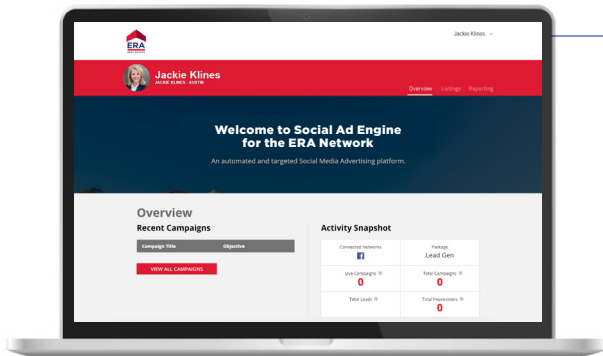 ERA
REAL ESTATE
Jackie Klines
Jackie Klines
JACKIE KLINES - AUSTIN
Overview Listings Reporting
Welcome to Social Ad Engine
for the ERA Network
An automated and targeted Social Media Advertising platform.
Overview
Recent Campaigns
Campaign Title Objective
VIEW ALL CAMPAIGNS
Activity Snapshot
Connected Networks Package
f Lead Gen
Live Campaigns Total Campaigns
0 0
Total Leads Total Impressions
0